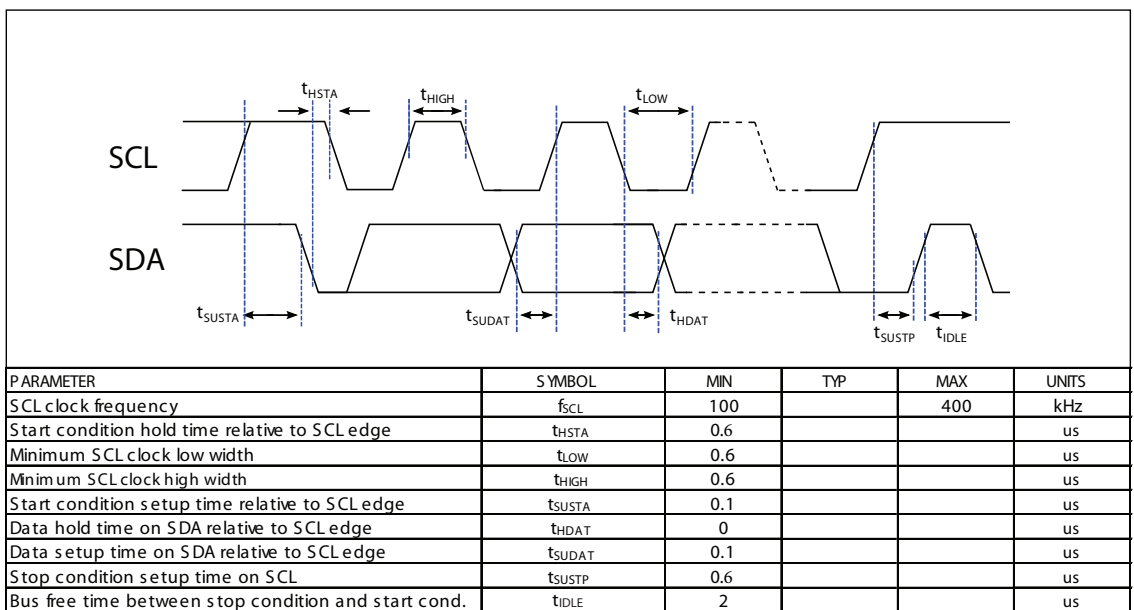 tHSTA
tHIGH
tLOW
SCL
SDA
tSUSTA
tSUDAT
tHDAT
tSUSTP
tIDLE
PARAMETER SYMBOL MIN TYP MAX UNITS
SCL clock frequency fSCL 100 400 kHz
Start condition hold time relative to SCL edge tHSTA 0.6 us
Minimum SCL clock low width tLOW 0.6 us
Minimum SCL clock high width tHIGH 0.6 us
Start condition setup time relative to SCL edge tSUSTA 0.1 us
Data hold time on SDA relative to SCL edge tHDAT 0 us
Data setup time on SDA relative to SCL edge tSUDAT 0.1 us
Stop condition setup time on SCL tSUSTP 0.6 us
Bus free time between stop condition and start cond. tIDLE 2 us